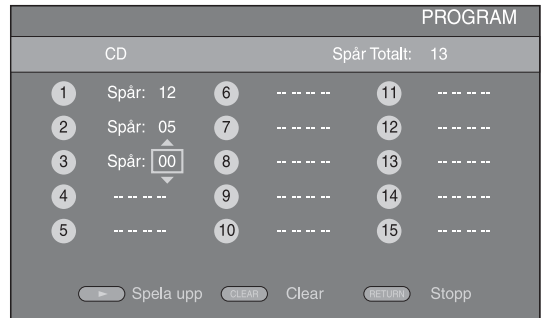 PROGRAM
CD Spår Totalt: 13
1 Spår: 12 6 -- -- -- -- 11 -- -- -- --
2 Spår: 05 7 -- -- -- -- 12 -- -- -- --
3 Spår: 00 8 -- -- -- -- 13 -- -- -- --
4 -- -- -- -- 9 -- -- -- -- 14 -- -- -- --
5 -- -- -- -- 10 -- -- -- -- 15 -- -- -- --
Spela upp CLEAR Clear RETURN Stopp